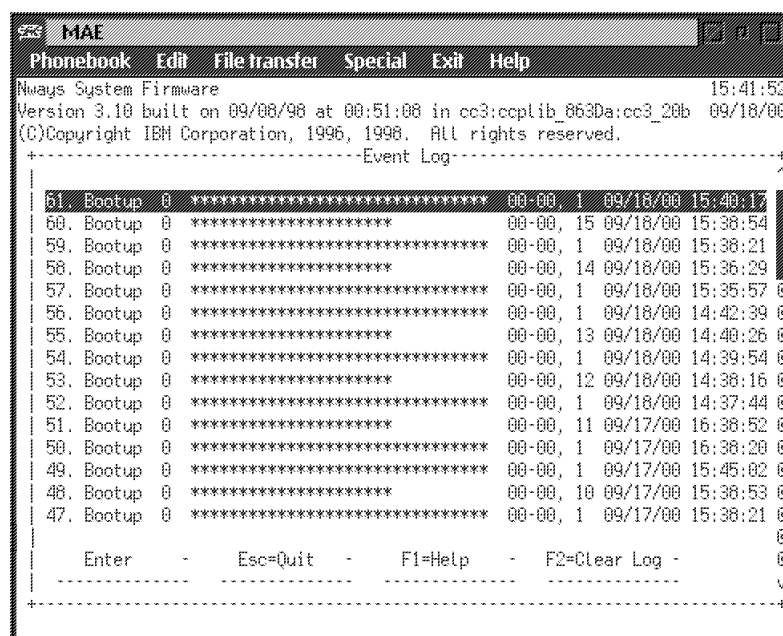 MAE
Phonebook Edit File transfer Special Exit Help
Nways System Firmware 15:41:52
Version 3.10 built on 09/08/98 at 00:51:08 in cc3:ccplib_863Da:cc3_20b 09/18/00
(C)Copyright IBM Corporation, 1996, 1998. All rights reserved.
Event Log
61. Bootup 0 ******************************* 00-00, 1 09/18/00 15:40:17
60. Bootup 0 ********************* 00-00, 15 09/18/00 15:38:54
59. Bootup 0 ******************************* 00-00, 1 09/18/00 15:38:21
58. Bootup 0 ********************* 00-00, 14 09/18/00 15:36:29
57. Bootup 0 ******************************* 00-00, 1 09/18/00 15:35:57
56. Bootup 0 ******************************* 00-00, 1 09/18/00 14:42:39
55. Bootup 0 ********************* 00-00, 13 09/18/00 14:40:26
54. Bootup 0 ******************************* 00-00, 1 09/18/00 14:39:54
53. Bootup 0 ********************* 00-00, 12 09/18/00 14:38:16
52. Bootup 0 ******************************* 00-00, 1 09/18/00 14:37:44
51. Bootup 0 ********************* 00-00, 11 09/17/00 16:38:52
50. Bootup 0 ******************************* 00-00, 1 09/17/00 16:38:20
49. Bootup 0 ******************************* 00-00, 1 09/17/00 15:45:02
48. Bootup 0 ********************* 00-00, 10 09/17/00 15:38:53
47. Bootup 0 ******************************* 00-00, 1 09/17/00 15:38:21
Enter - Esc=Quit - F1=Help - F2=Clear Log -